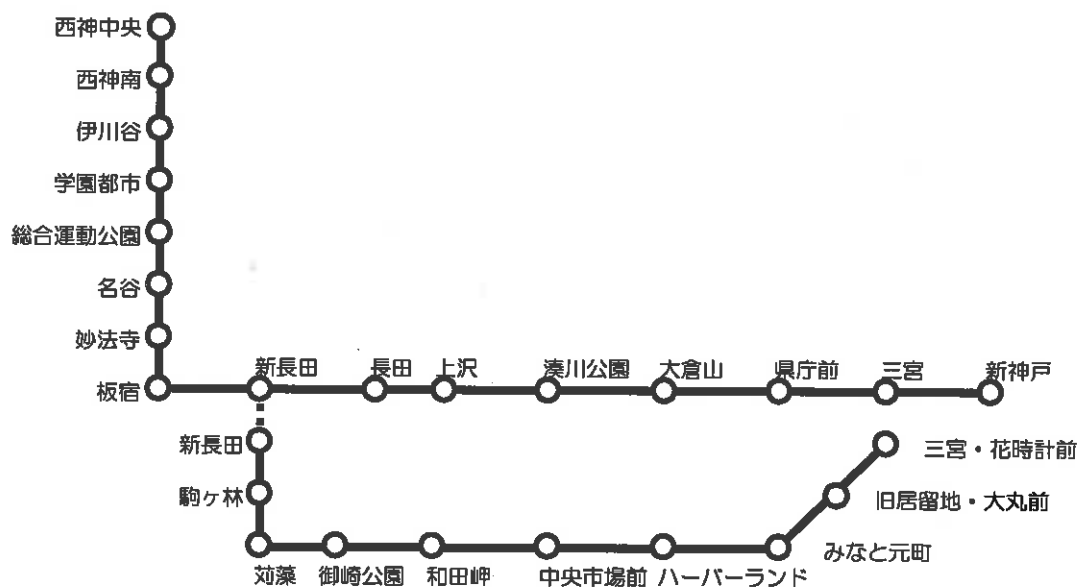 西神中央
西神南
伊川谷
学園都市
総合運動公園
名谷
妙法寺
板宿
新長田
長田
上沢
湊川公園
大倉山
県庁前
三宮
新神戸
新長田
駒ヶ林
苅藻
御崎公園
和田岬
中央市場前
ハーバーランド
みなと元町
旧居留地・大丸前
三宮・花時計前